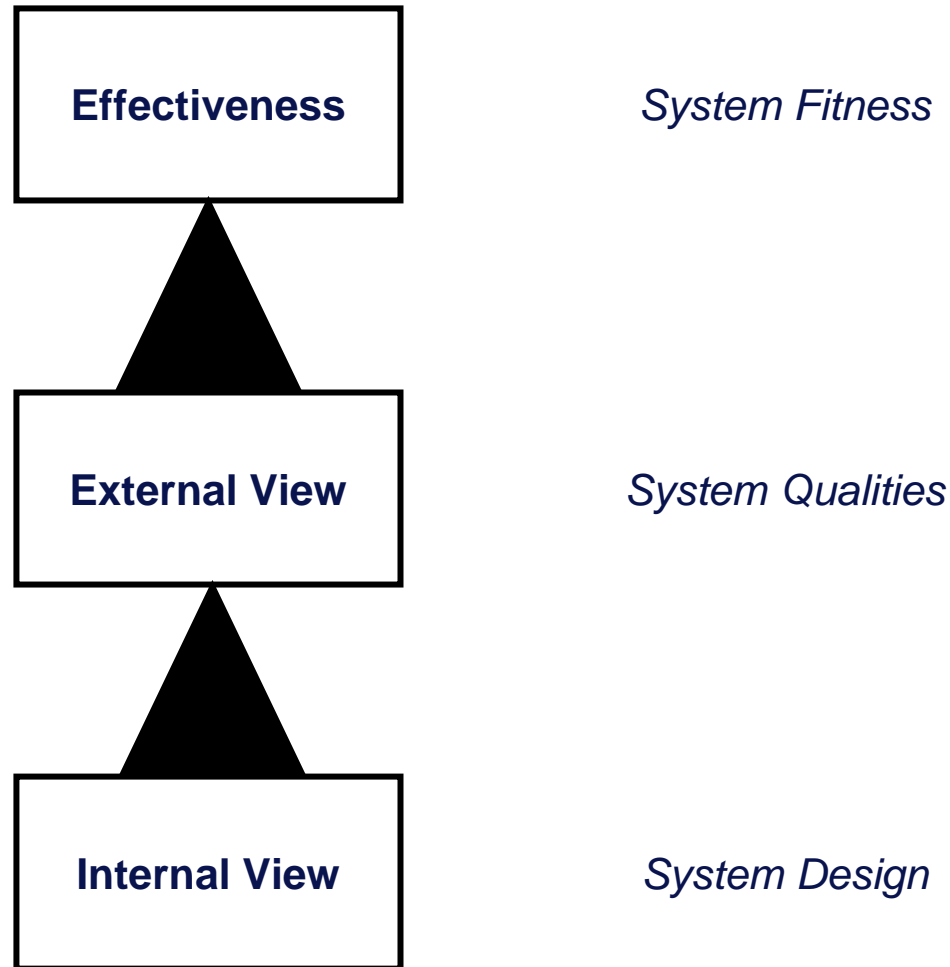 Effectiveness
System Fitness
External View
System Qualities
Internal View
System Design